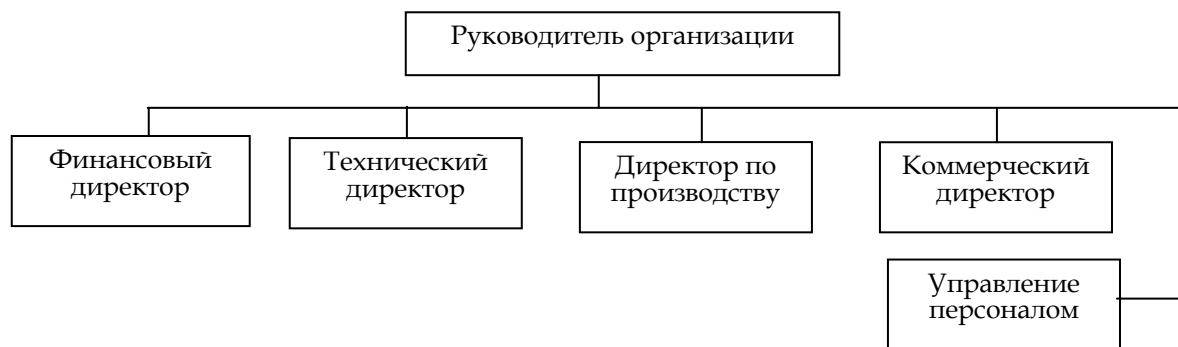 Руководитель организации
Финансовый
директор
Технический
директор
Директор по
производству
Коммерческий
директор
Управление
персоналом